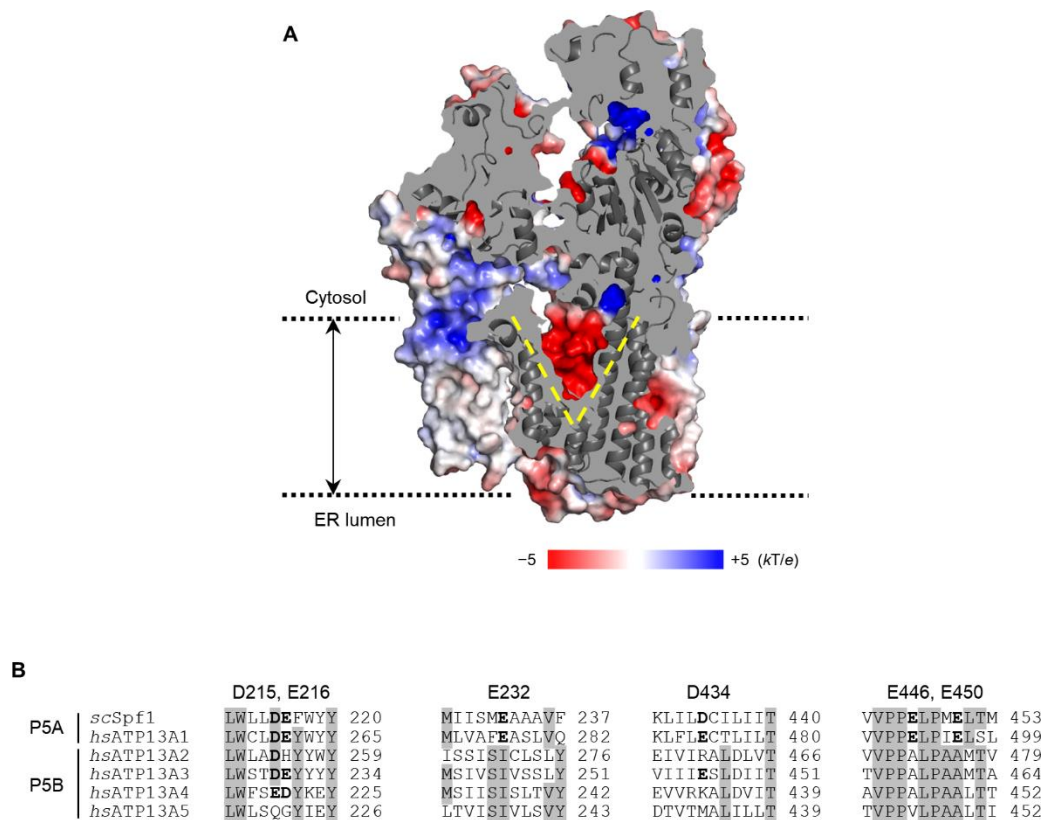 A
Cytosol
ER lumen
−5 +5 (kT/e)
B
D215, E216 E232 D434 E446, E450
P5A
scSpf1 LWLLDEFWYY 220 MIISMEAAAVF 237 KLILDCILIIT 440 VVPPELPMELTM 453
hsATP13A1 LWCLDEYWYY 265 MLVAFEASLVQ 282 KLFLECTLILT 480 VVPPELPIELSL 499
P5B
hsATP13A2 LWLADHYWYY 259 ISSISICLSLY 276 EIVIRALDLVT 466 VVPPALPAAMTV 479
hsATP13A3 LWSTDEYYYY 234 MSIVSIVSSLY 251 VIIIESLDIIT 451 TVPPALPAAMTA 464
hsATP13A4 LWFSEDYKEY 225 MSIISISLTVY 242 EVVRKALDVIT 439 AVPPALPAALTT 452
hsATP13A5 LWLSQGYIEY 226 LTVISIVLSVY 243 DTVTMALILLT 439 TVPPVLPAALTI 452